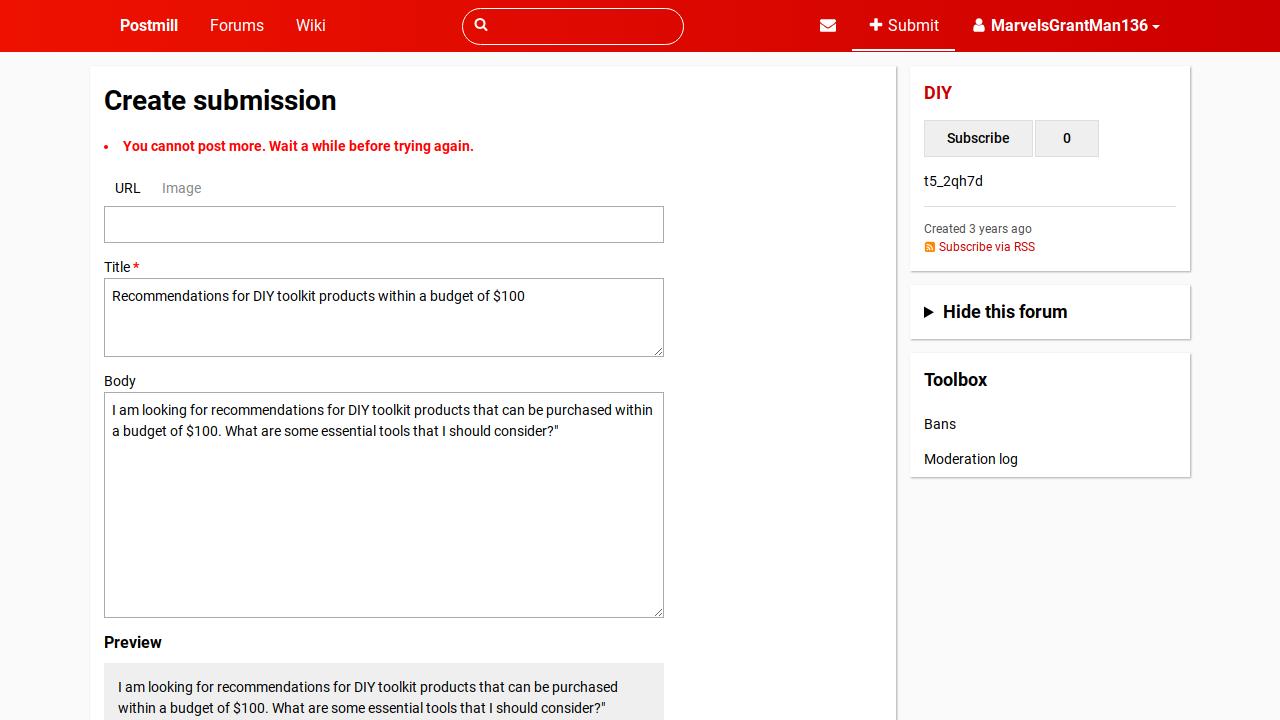 Postmill Forums Wiki Submit MarvelsGrantMan136
Create submission
• You cannot post more. Wait a while before trying again.
URL Image
Title *
Recommendations for DIY toolkit products within a budget of $100
Body
I am looking for recommendations for DIY toolkit products that can be purchased within
a budget of $100. What are some essential tools that I should consider?"
Preview
I am looking for recommendations for DIY toolkit products that can be purchased
within a budget of $100. What are some essential tools that I should consider?"
DIY
Subscribe 0
t5_2qh7d
Created 3 years ago
Subscribe via RSS
Hide this forum
Toolbox
Bans
Moderation log